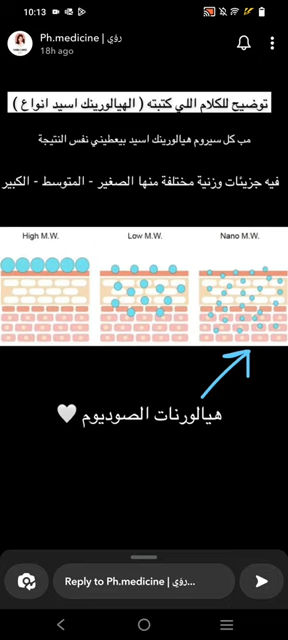 10:13
Ph.medicine | رؤي
18h ago
توضيح للكلام اللي كتبته ( الهيالورينك اسيد انواع )
مب كل سيروم هيالورينك اسيد بيعطيني نفس النتيجة
فيه جزيئات وزنية مختلفة منها الصغير - المتوسط - الكبير
High M.W. Low M.W. Nano M.W.
هيالورنات الصوديوم 🤍
Reply to Ph.medicine | رؤي...